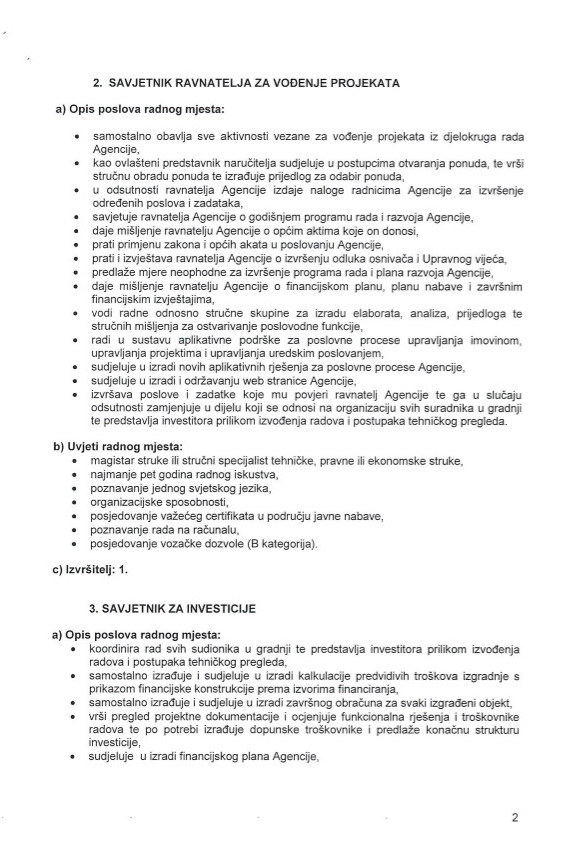 2. SAVJETNIK RAVNATELJA ZA VOĐENJE PROJEKATA
a) Opis poslova radnog mjesta:
• samostalno obavlja sve aktivnosti vezane za vođenje projekata iz djelokruga rada
Agencije,
• kao ovlašteni predstavnik naručitelja sudjeluje u postupcima otvaranja ponuda, te vrši
stručnu obradu ponuda te izrađuje prijedlog za odabir ponuda,
• u odsutnosti ravnatelja Agencije izdaje naloge radnicima Agencije za izvršenje
određenih poslova i zadataka,
• savjetuje ravnatelja Agencije o godišnjem programu rada i razvoja Agencije,
• daje mišljenje ravnatelju Agencije o općim aktima koje on donosi,
• prati primjenu zakona i općih akata u poslovanju Agencije,
• prati i izvještava ravnatelja Agencije o izvršenju odluka osnivača i Upravnog vijeća,
• predlaže mjere neophodne za izvršenje programa rada i plana razvoja Agencije,
• daje mišljenje ravnatelju Agencije o financijskom planu, planu nabave i završnim
financijskim izvještajima,
• vodi radne odnosno stručne skupine za izradu elaborata, analiza, prijedloga te
stručnih mišljenja za ostvarivanje poslovodne funkcije,
• radi u sustavu aplikativne podrške za poslovne procese upravljanja imovinom,
upravljanja projektima i upravljanja uredskim poslovanjem,
• sudjeluje u izradi novih aplikativnih rješenja za poslovne procese Agencije,
• sudjeluje u izradi i održavanju web stranice Agencije,
• izvršava poslove i zadatke koje mu povjeri ravnatelj Agencije te ga u slučaju
odsutnosti zamjenjuje u dijelu koji se odnosi na organizaciju svih suradnika u gradnji
te predstavlja investitora prilikom izvođenja radova i postupaka tehničkog pregleda.
b) Uvjeti radnog mjesta:
• magistar struke ili stručni specijalist tehničke, pravne ili ekonomske struke,
• najmanje pet godina radnog iskustva,
• poznavanje jednog svjetskog jezika,
• organizacijske sposobnosti,
• posjedovanje važećeg certifikata u području javne nabave,
• poznavanje rada na računalu,
• posjedovanje vozačke dozvole (B kategorija).
c) Izvršitelj: 1.
3. SAVJETNIK ZA INVESTICIJE
a) Opis poslova radnog mjesta:
• koordinira rad svih sudionika u gradnji te predstavlja investitora prilikom izvođenja
radova i postupaka tehničkog pregleda,
• samostalno izrađuje i sudjeluje u izradi kalkulacije predvidivih troškova izgradnje s
prikazom financijske konstrukcije prema izvorima financiranja,
• samostalno izrađuje i sudjeluje u izradi završnog obračuna za svaki izgrađeni objekt,
• vrši pregled projektne dokumentacije i ocjenjuje funkcionalna rješenja i troškovnike
radova te po potrebi izrađuje dopunske troškovnike i predlaže konačnu strukturu
investicije,
• sudjeluje u izradi financijskog plana Agencije,
2